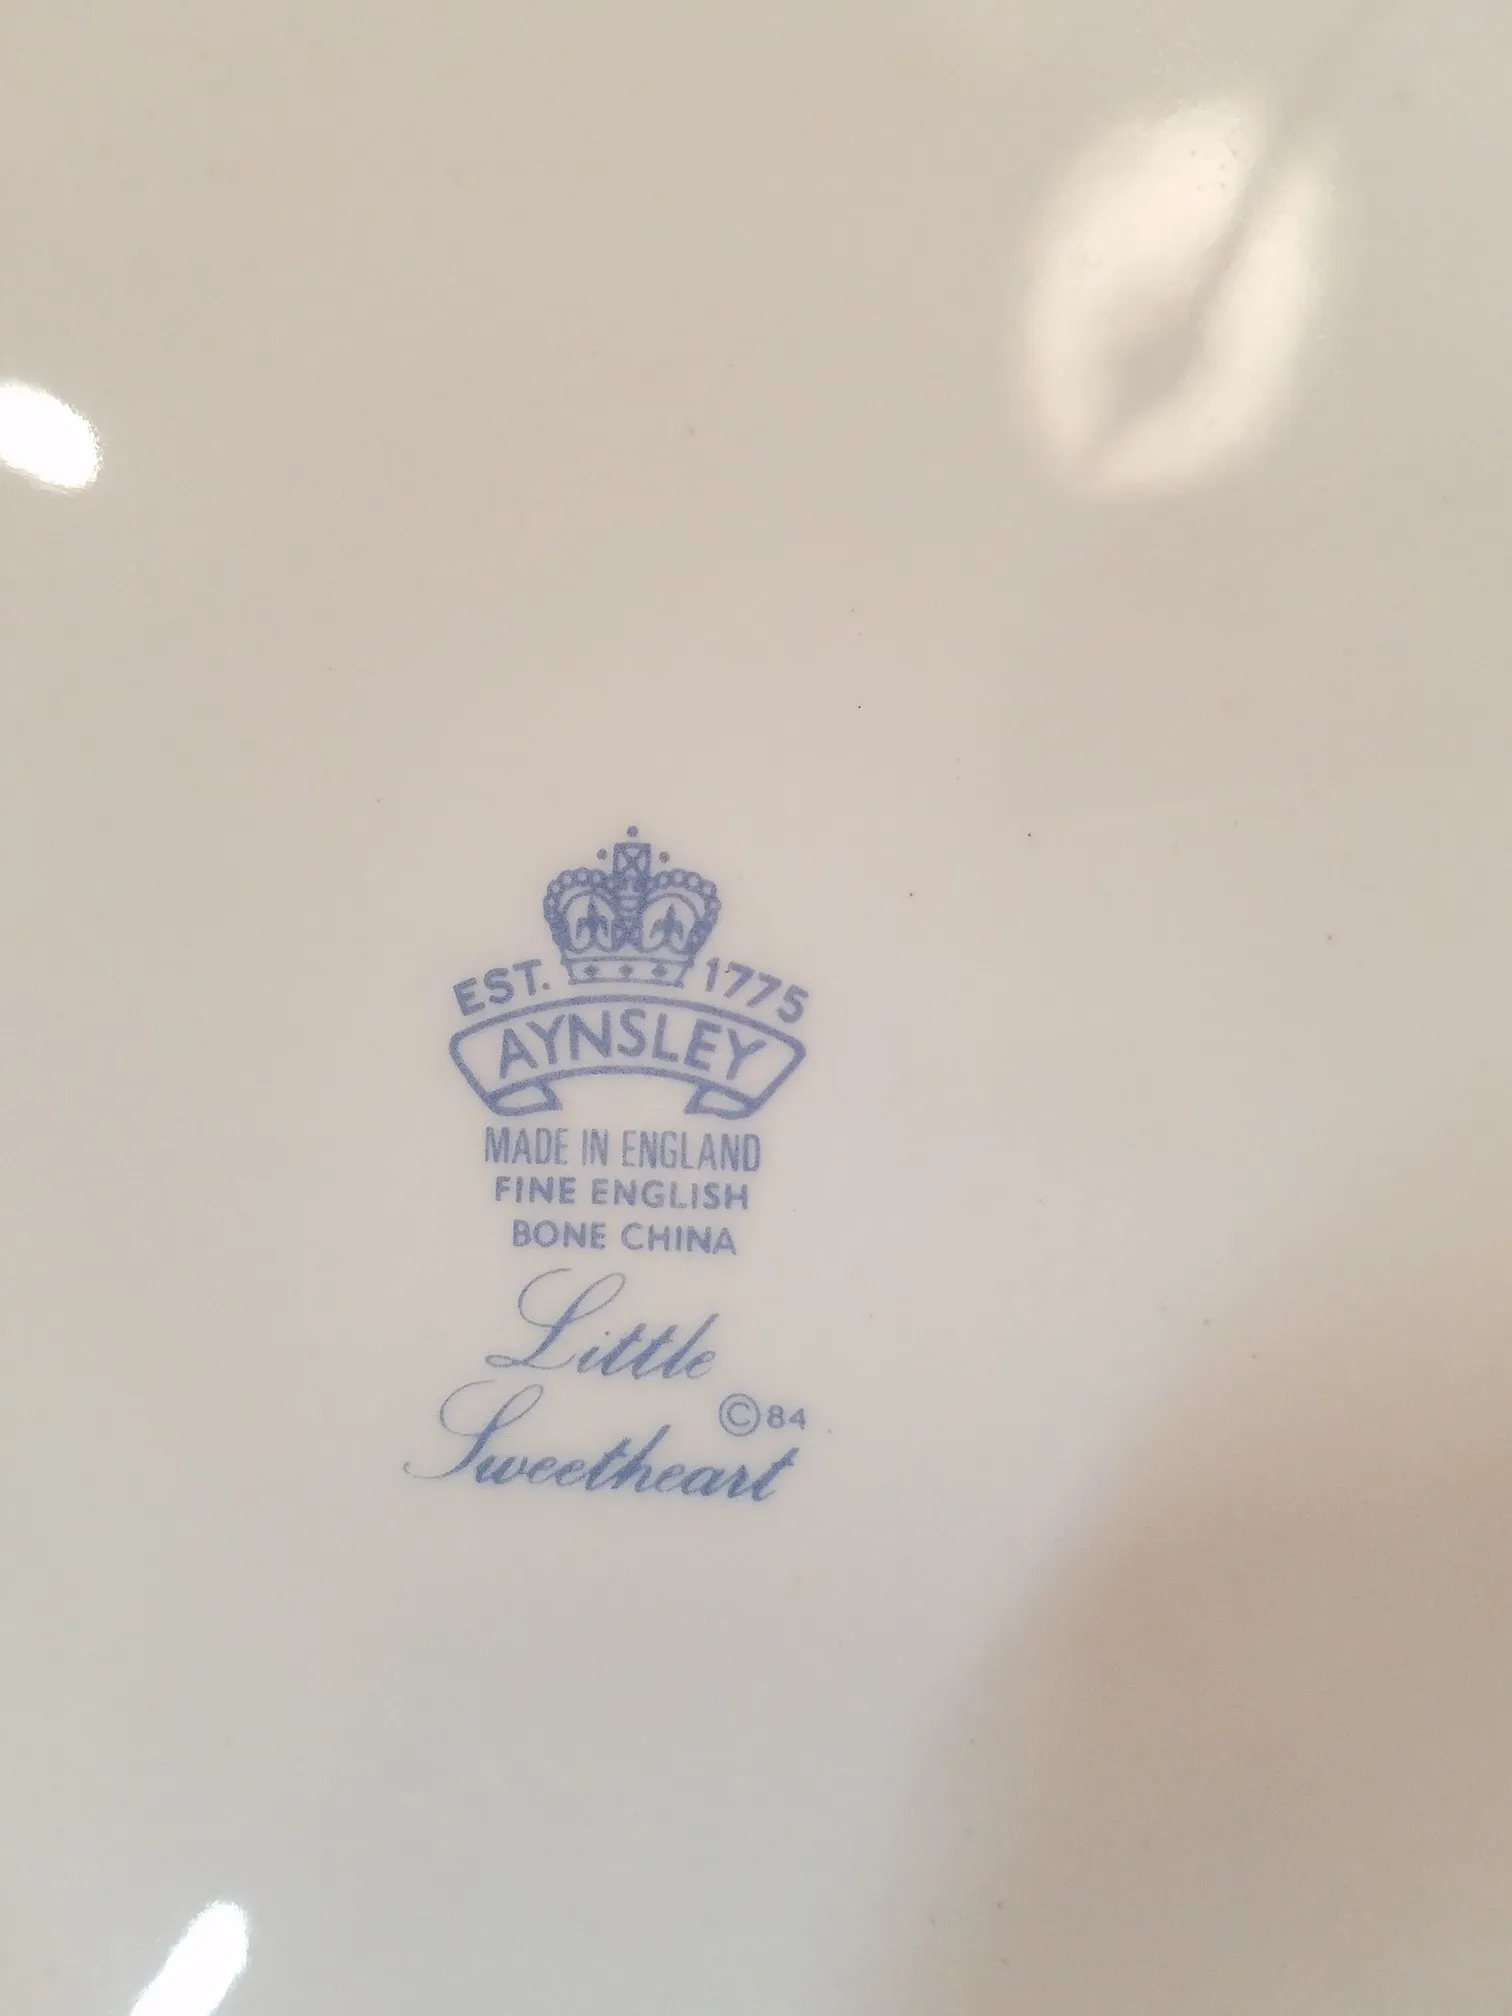 EST. 1775
AYNSLEY
MADE IN ENGLAND
FINE ENGLISH
BONE CHINA
Little
©84
Sweetheart